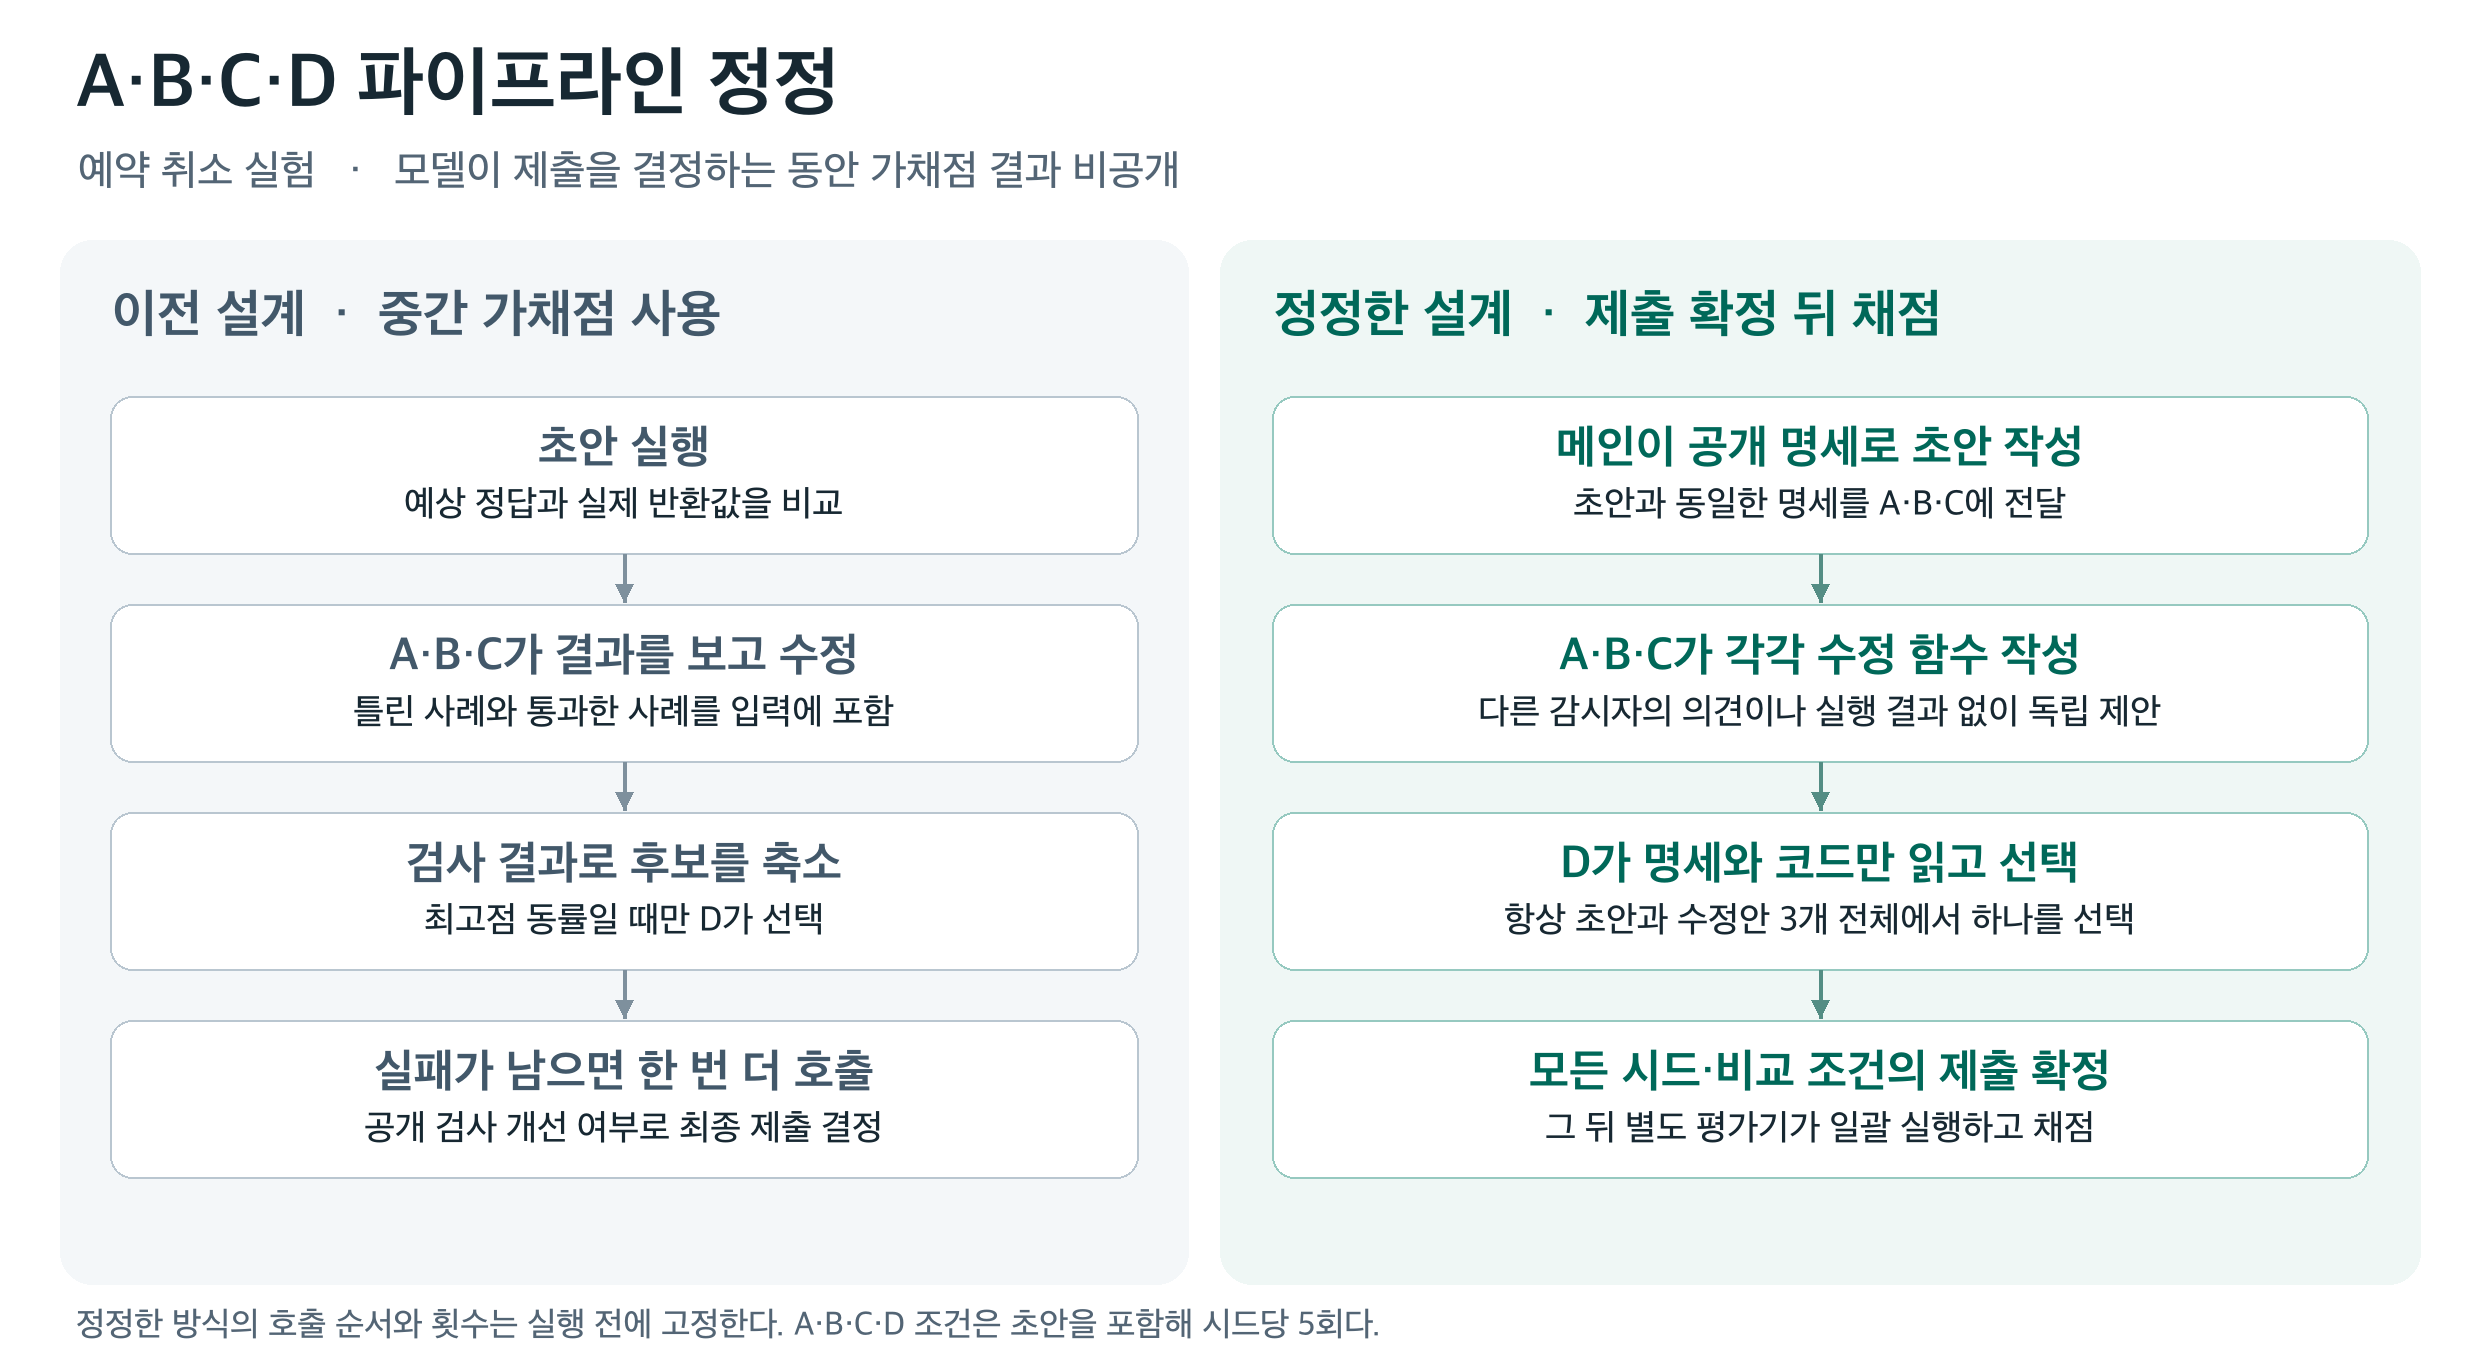 A·B·C·D 파이프라인 정정
예약 취소 실험 · 모델이 제출을 결정하는 동안 가채점 결과 비공개
이전 설계 · 중간 가채점 사용
초안 실행
예상 정답과 실제 반환값을 비교
A·B·C가 결과를 보고 수정
틀린 사례와 통과한 사례를 입력에 포함
검사 결과로 후보를 축소
최고점 동률일 때만 D가 선택
실패가 남으면 한 번 더 호출
공개 검사 개선 여부로 최종 제출 결정
정정한 설계 · 제출 확정 뒤 채점
메인이 공개 명세로 초안 작성
초안과 동일한 명세를 A·B·C에 전달
A·B·C가 각각 수정 함수 작성
다른 감시자의 의견이나 실행 결과 없이 독립 제안
D가 명세와 코드만 읽고 선택
항상 초안과 수정안 3개 전체에서 하나를 선택
모든 시드·비교 조건의 제출 확정
그 뒤 별도 평가기가 일괄 실행하고 채점
정정한 방식의 호출 순서와 횟수는 실행 전에 고정한다. A·B·C·D 조건은 초안을 포함해 시드당 5회다.